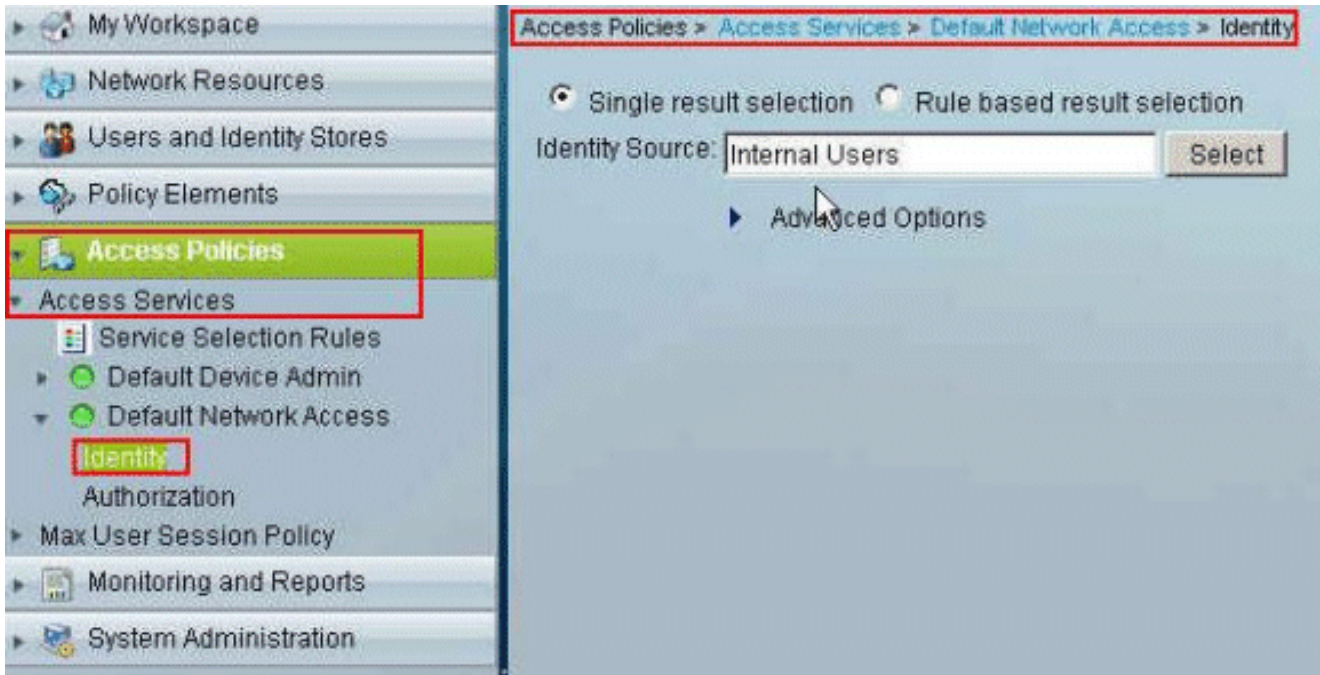 My Workspace
Network Resources
Users and Identity Stores
Policy Elements
Access Policies
Access Services
Service Selection Rules
Default Device Admin
Default Network Access
Identity
Authorization
Max User Session Policy
Monitoring and Reports
System Administration
Access Policies > Access Services > Default Network Access > Identity
Single result selection Rule based result selection
Identity Source: Internal Users Select
Advanced Options